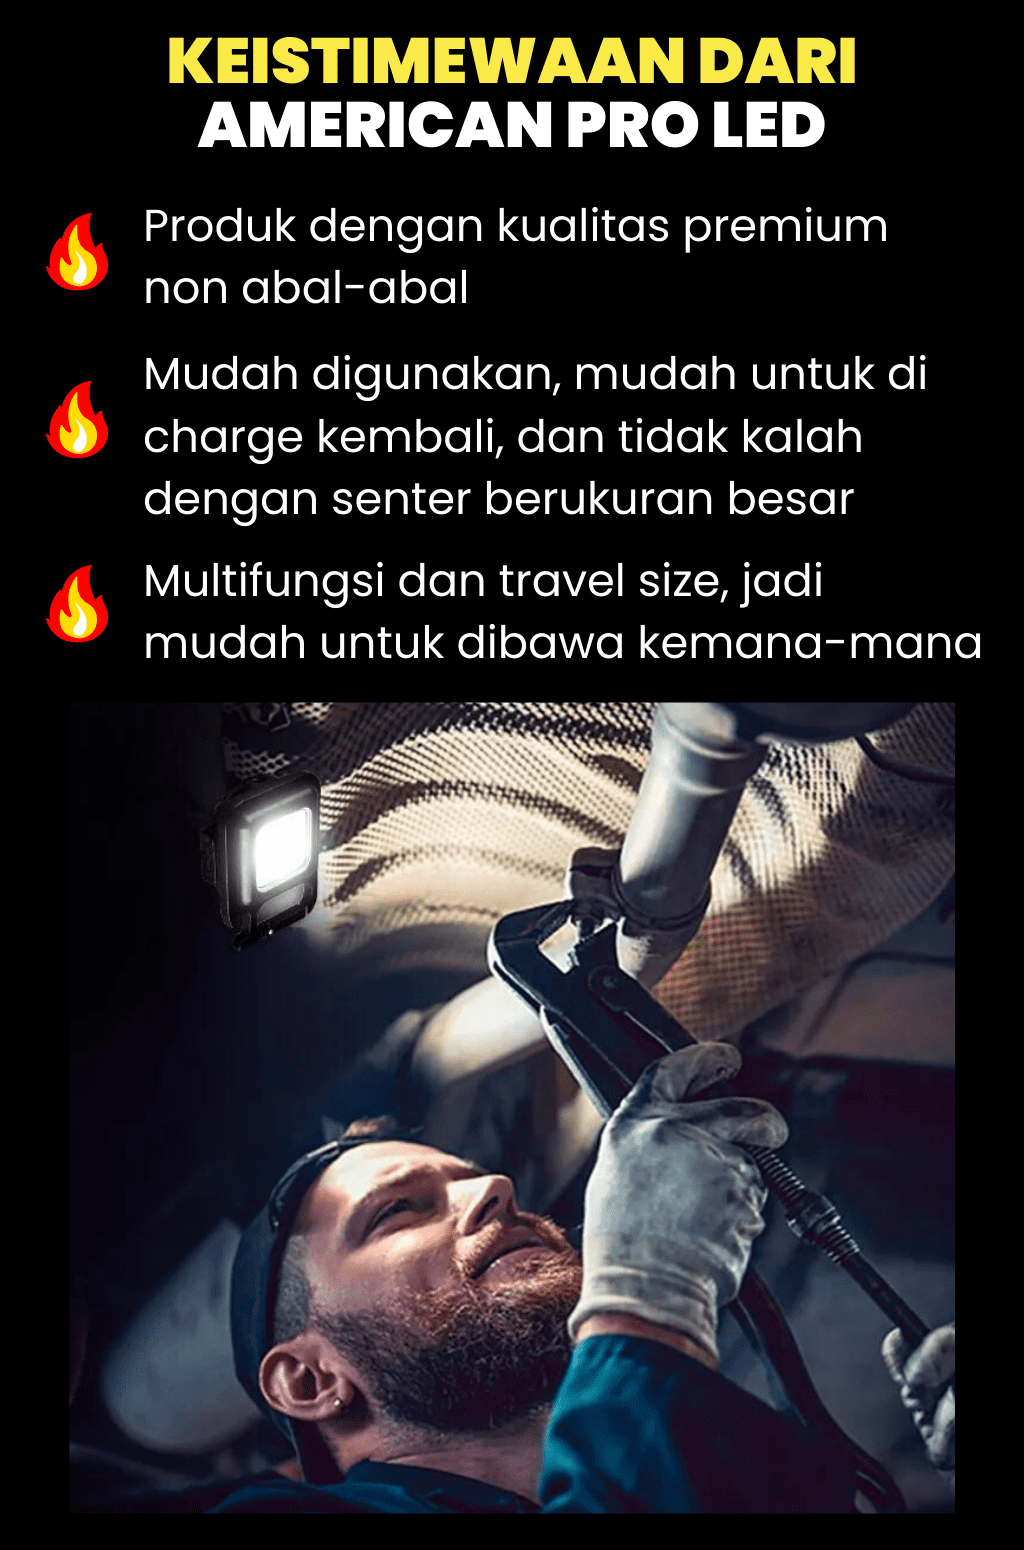 KEISTIMEWAAN DARI
AMERICAN PRO LED
Produk dengan kualitas premium
non abal-abal
Mudah digunakan, mudah untuk di
charge kembali, dan tidak kalah
dengan senter berukuran besar
Multifungsi dan travel size, jadi
mudah untuk dibawa kemana-mana